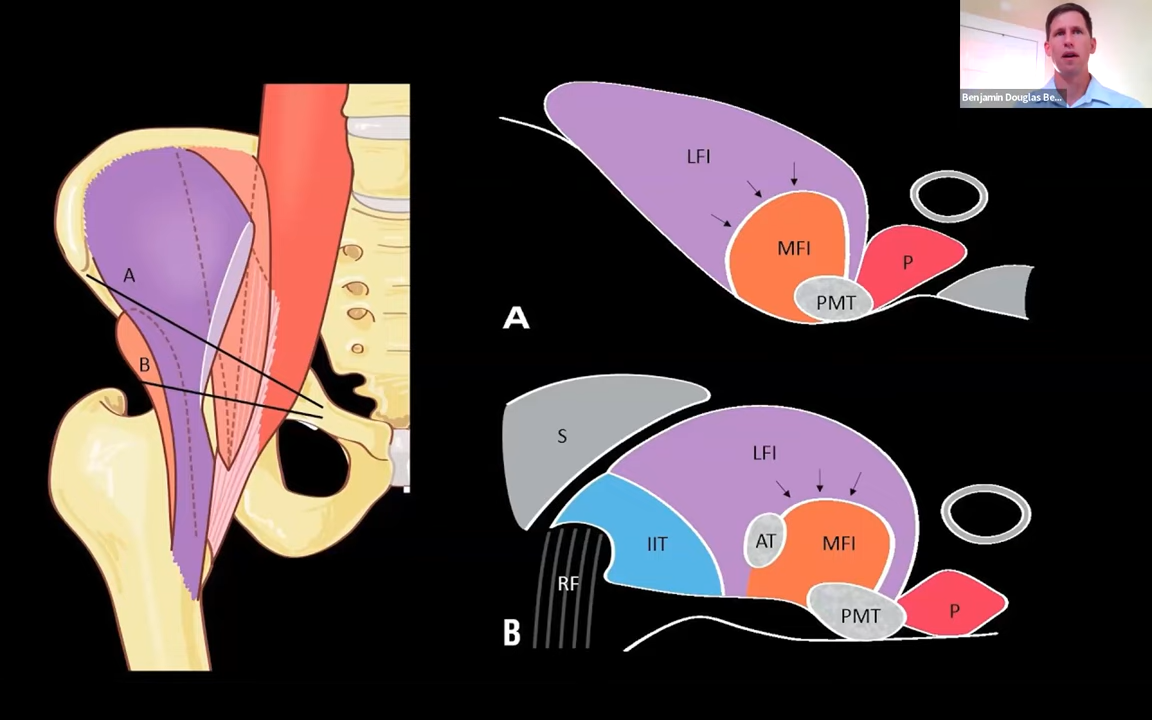 Benjamin Douglas Be...
A
B
LFI
MFI
P
PMT
A
S
LFI
IIT
AT
MFI
RF
PMT
P
B